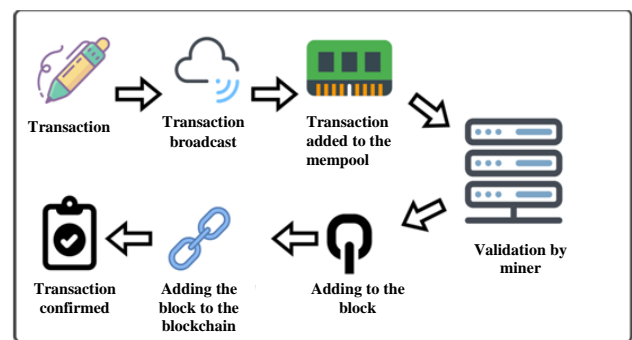 Transaction
Transaction
broadcast
Transaction
added to the
mempool
Validation by
miner
Adding to the
block
Adding the
block to the
blockchain
Transaction
confirmed